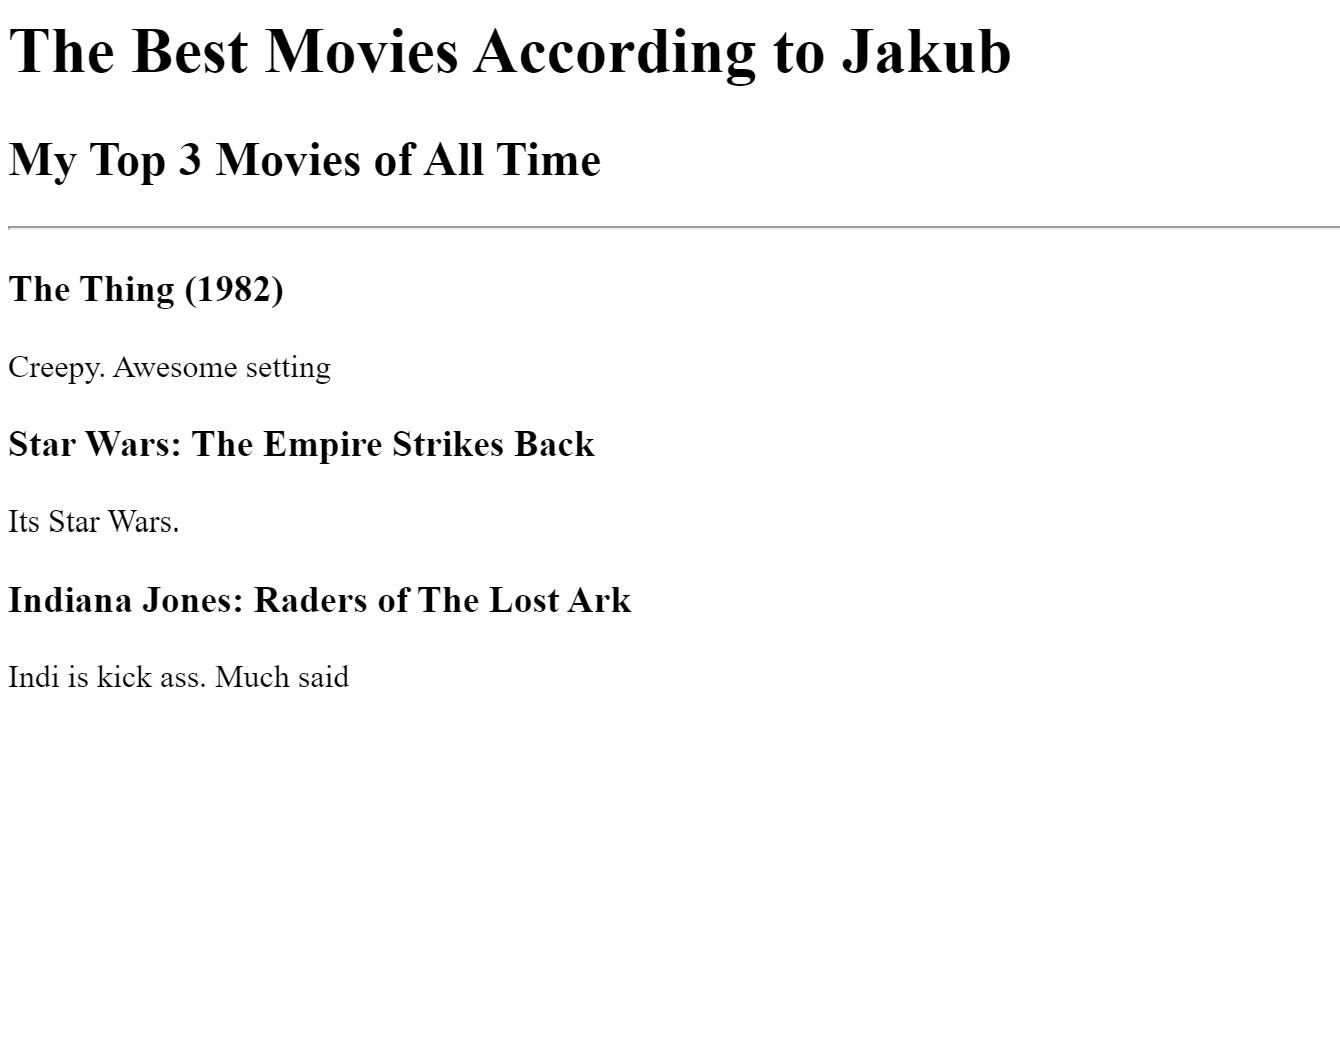 The Best Movies According to Jakub
My Top 3 Movies of All Time
The Thing (1982)
Creepy. Awesome setting
Star Wars: The Empire Strikes Back
Its Star Wars.
Indiana Jones: Raders of The Lost Ark
Indi is kick ass. Much said